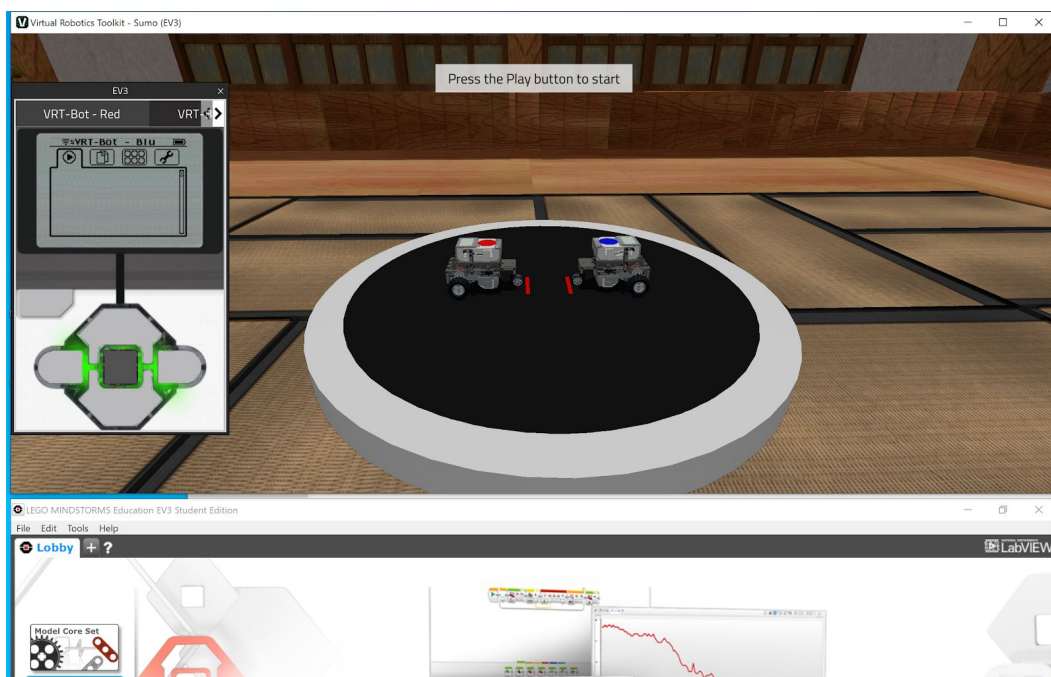 Virtual Robotics Toolkit - Sumo (EV3)
Press the Play button to start
EV3
VRT-Bot - Red
VRT-
VRT-Bot - Blu
LEGO MINDSTORMS Education EV3 Student Edition
File Edit Tools Help
Lobby + ?
LabVIEW
Model Core Set